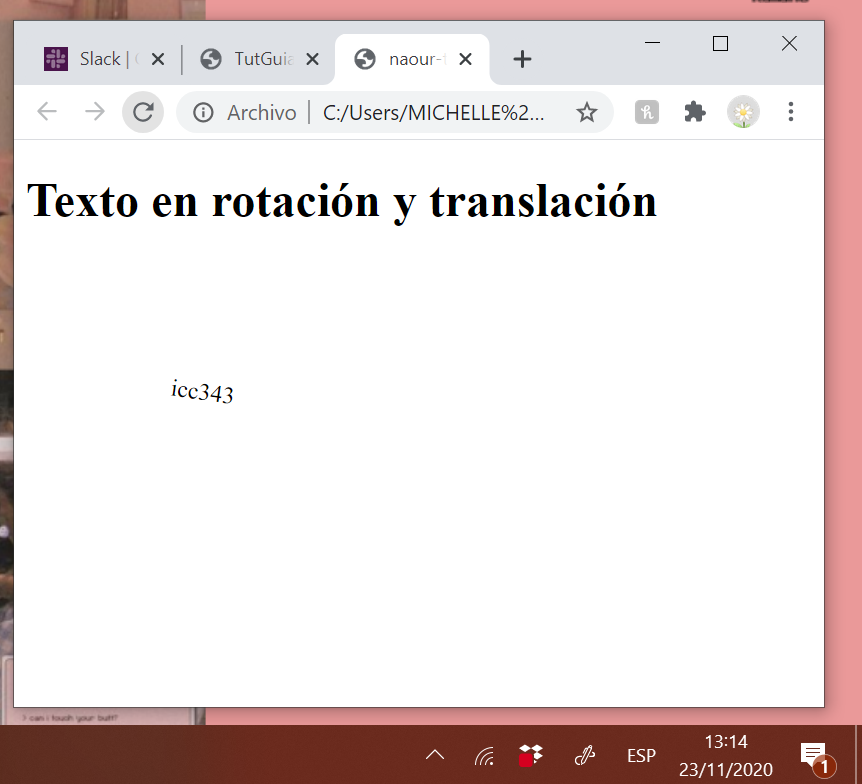 Slack |
TutGuia
naour-t
Archivo | C:/Users/MICHELLE%2...
Texto en rotación y translación
icc343
> can i touch your butt?
ESP
13:14
23/11/2020
1